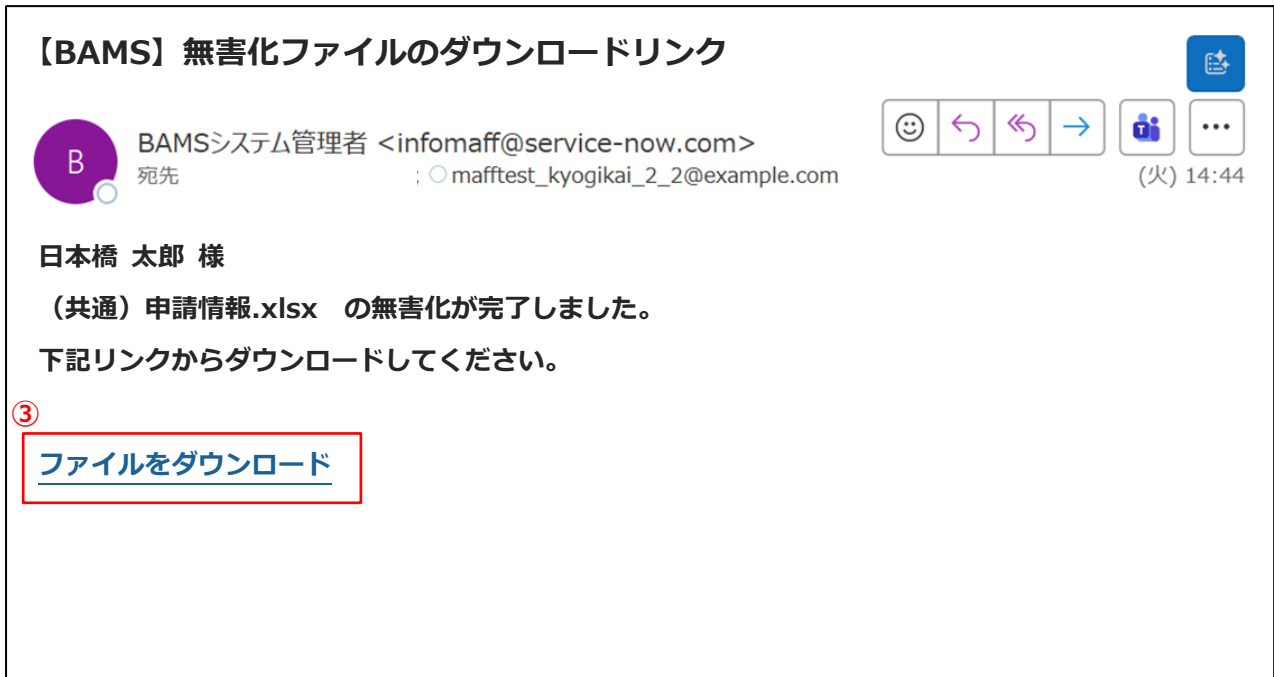 【BAMS】無害化ファイルのダウンロードリンク
B
BAMSシステム管理者 <infomaff@service-now.com>
宛先 ; mafftest_kyogikai_2_2@example.com
(火) 14:44
日本橋 太郎 様
（共通）申請情報.xlsx　の無害化が完了しました。
下記リンクからダウンロードしてください。
③
ファイルをダウンロード